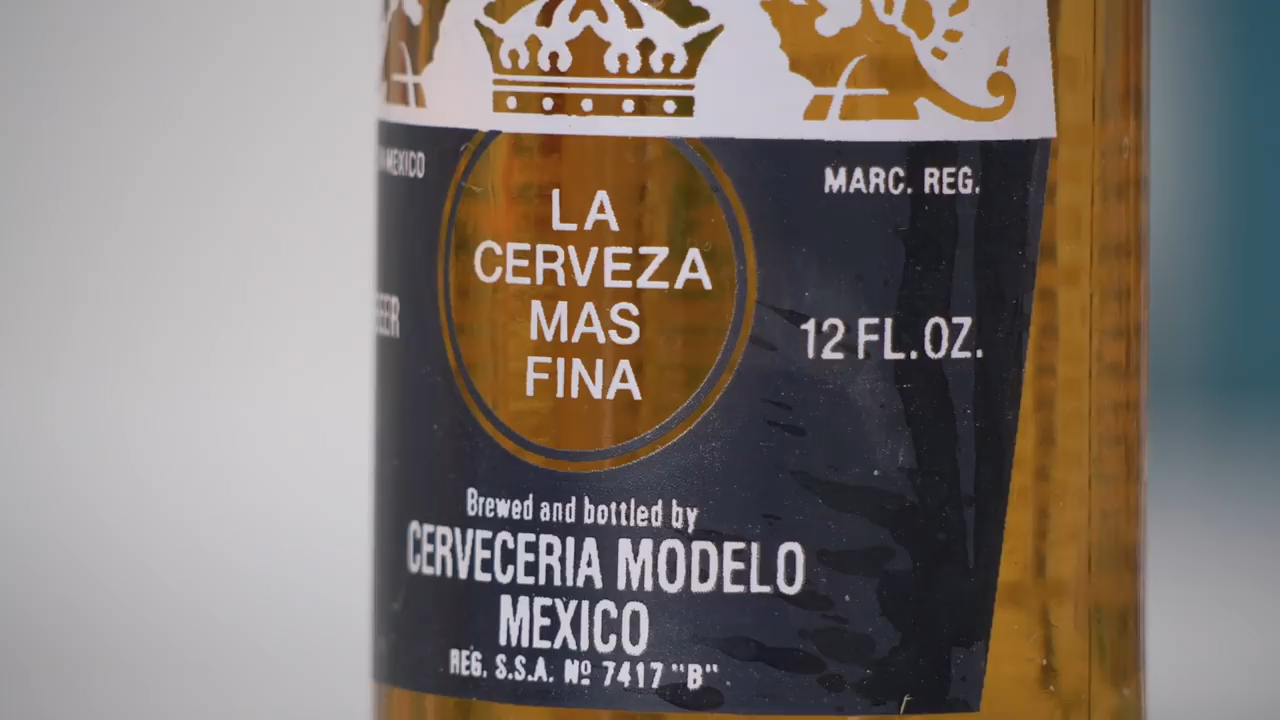 MEXICO
MARC. REG.
LA
CERVEZA
MAS
FINA
BEER
12 FL.OZ.
Brewed and bottled by
CERVECERIA MODELO
MEXICO
REG. S.S.A. Nº 7417 "B"